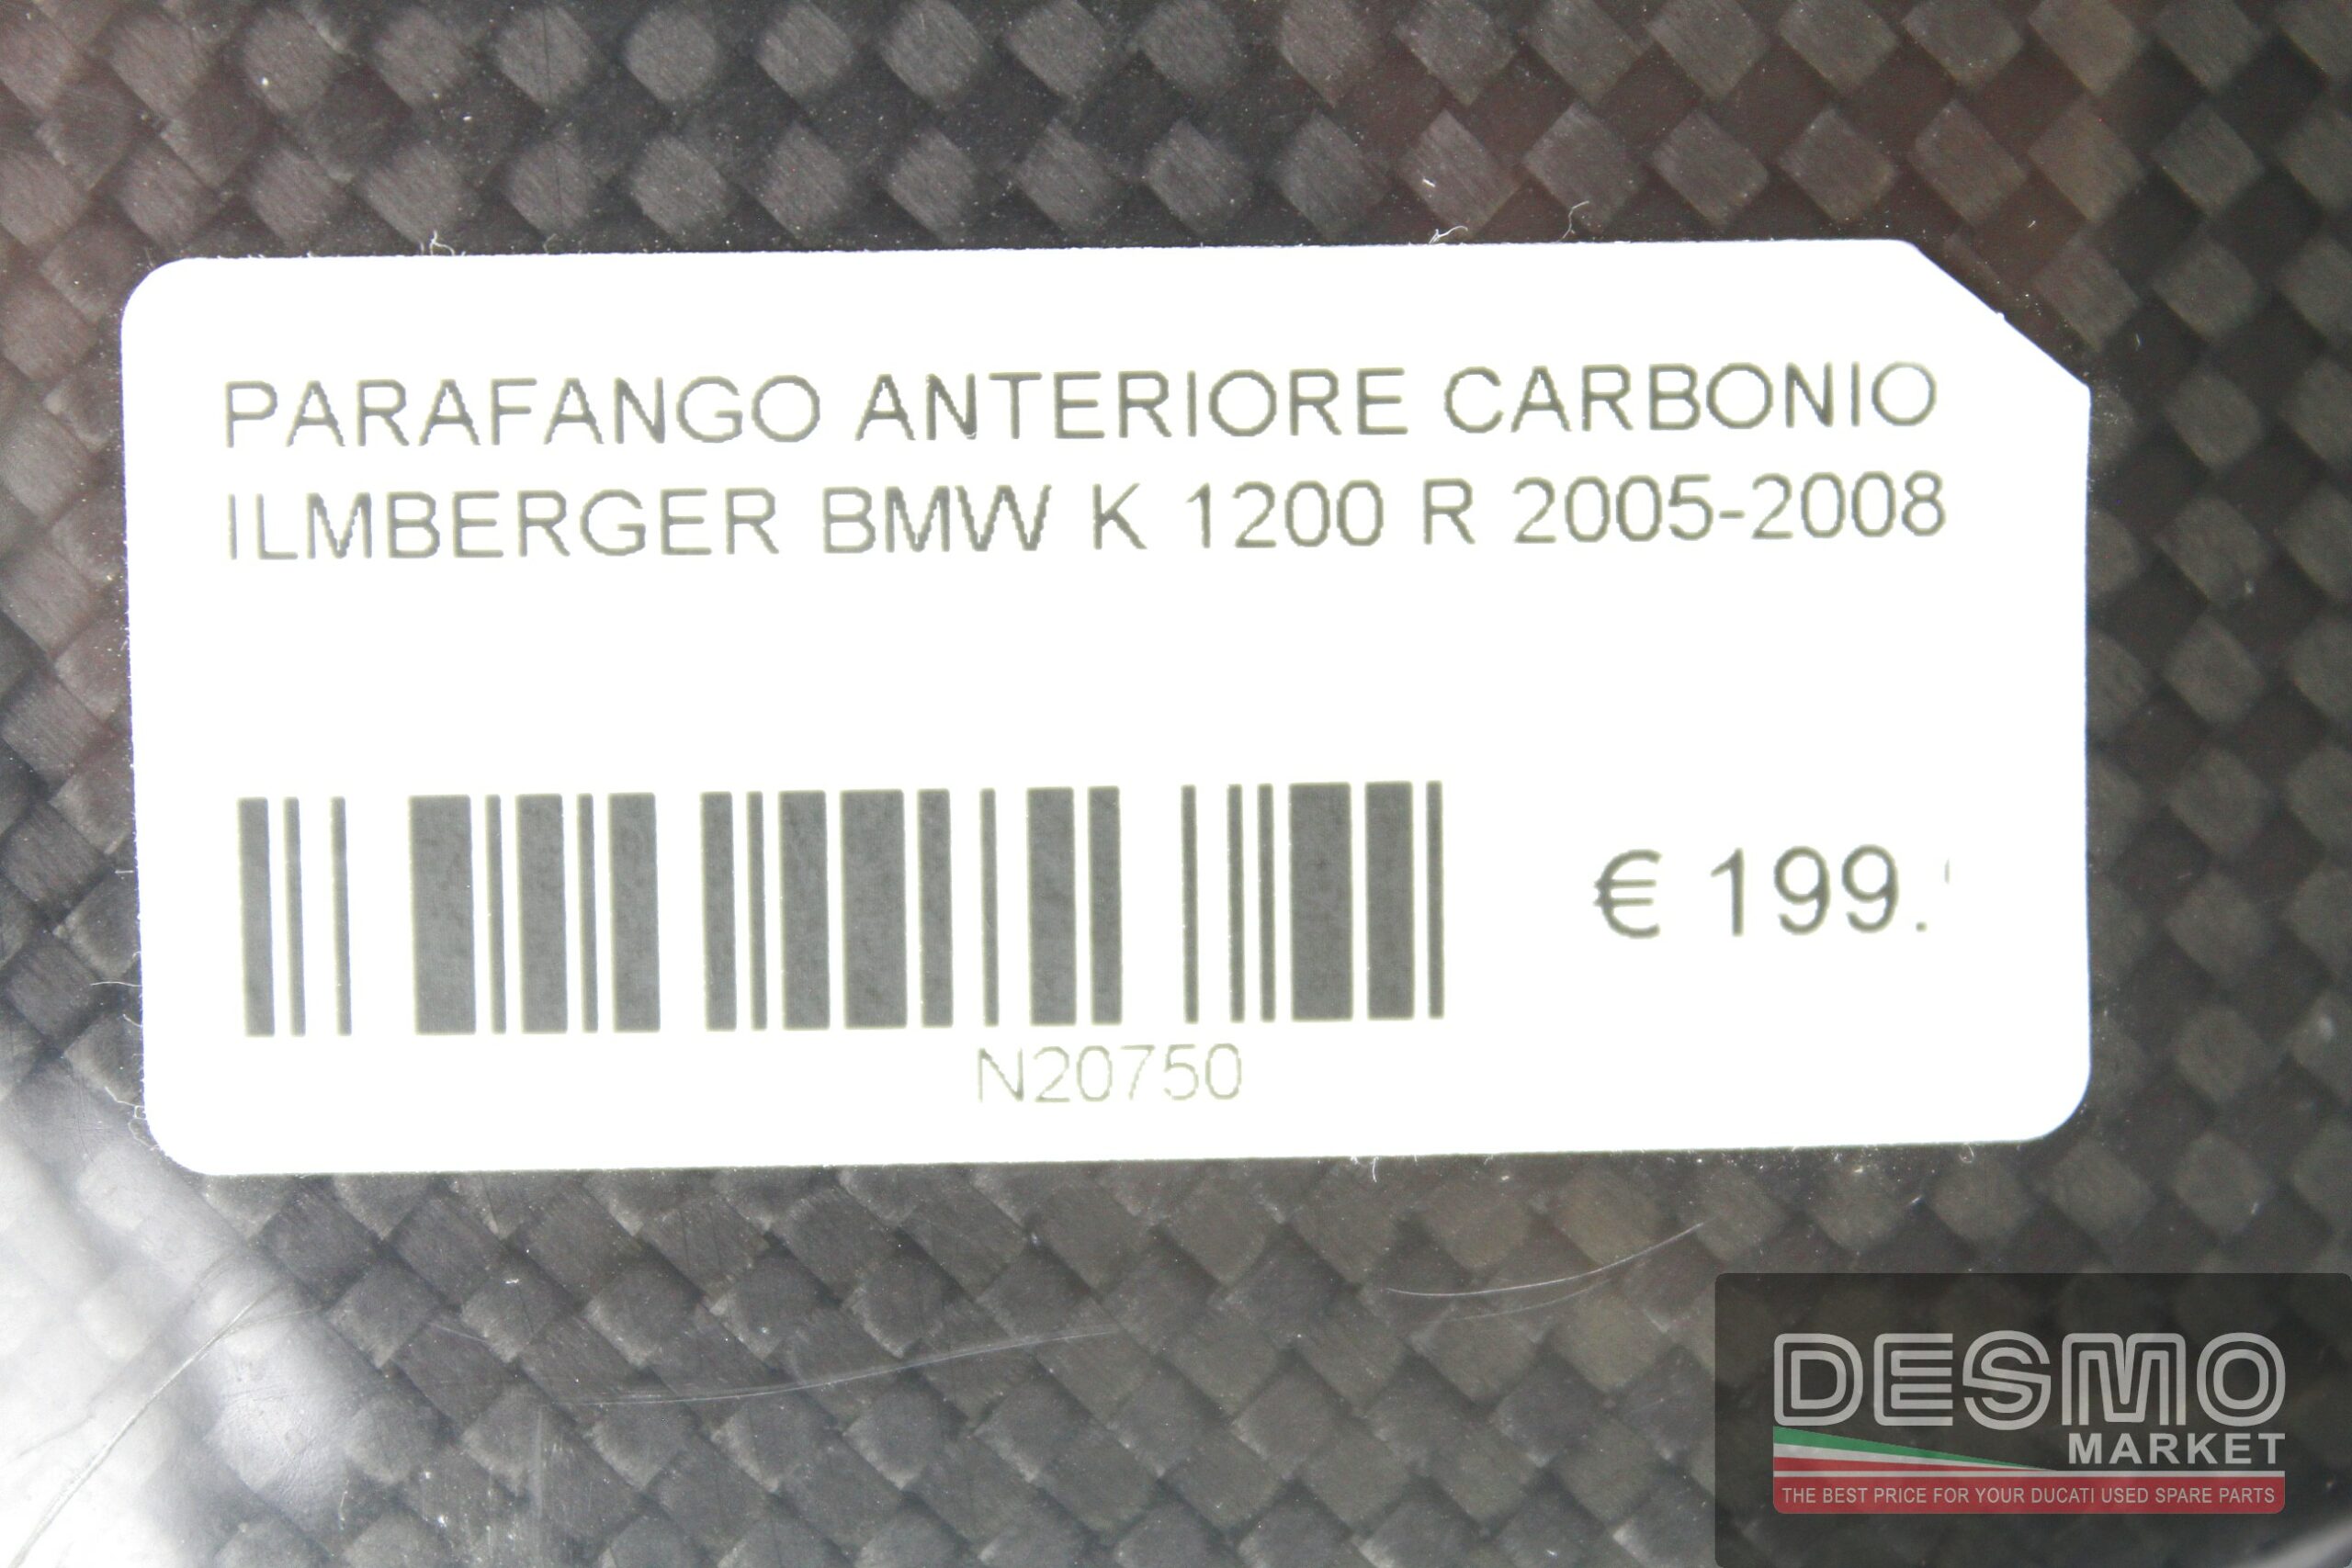 PARAFANGO ANTERIORE CARBONIO
ILMBERGER BMW K 1200 R 2005-2008
€ 199.
N20750
DESMO
MARKET
THE BEST PRICE FOR YOUR DUCATI USED SPARE PARTS